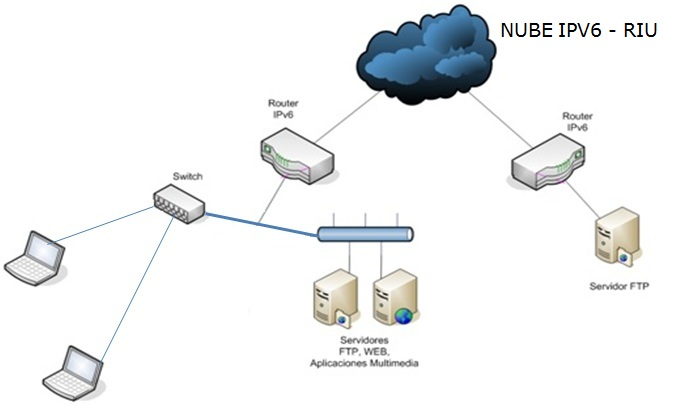 NUBE IPV6 - RIU
Router
IPv6
Router
IPv6
Switch
Servidor FTP
Servidores
FTP, WEB,
Aplicaciones Multimedia